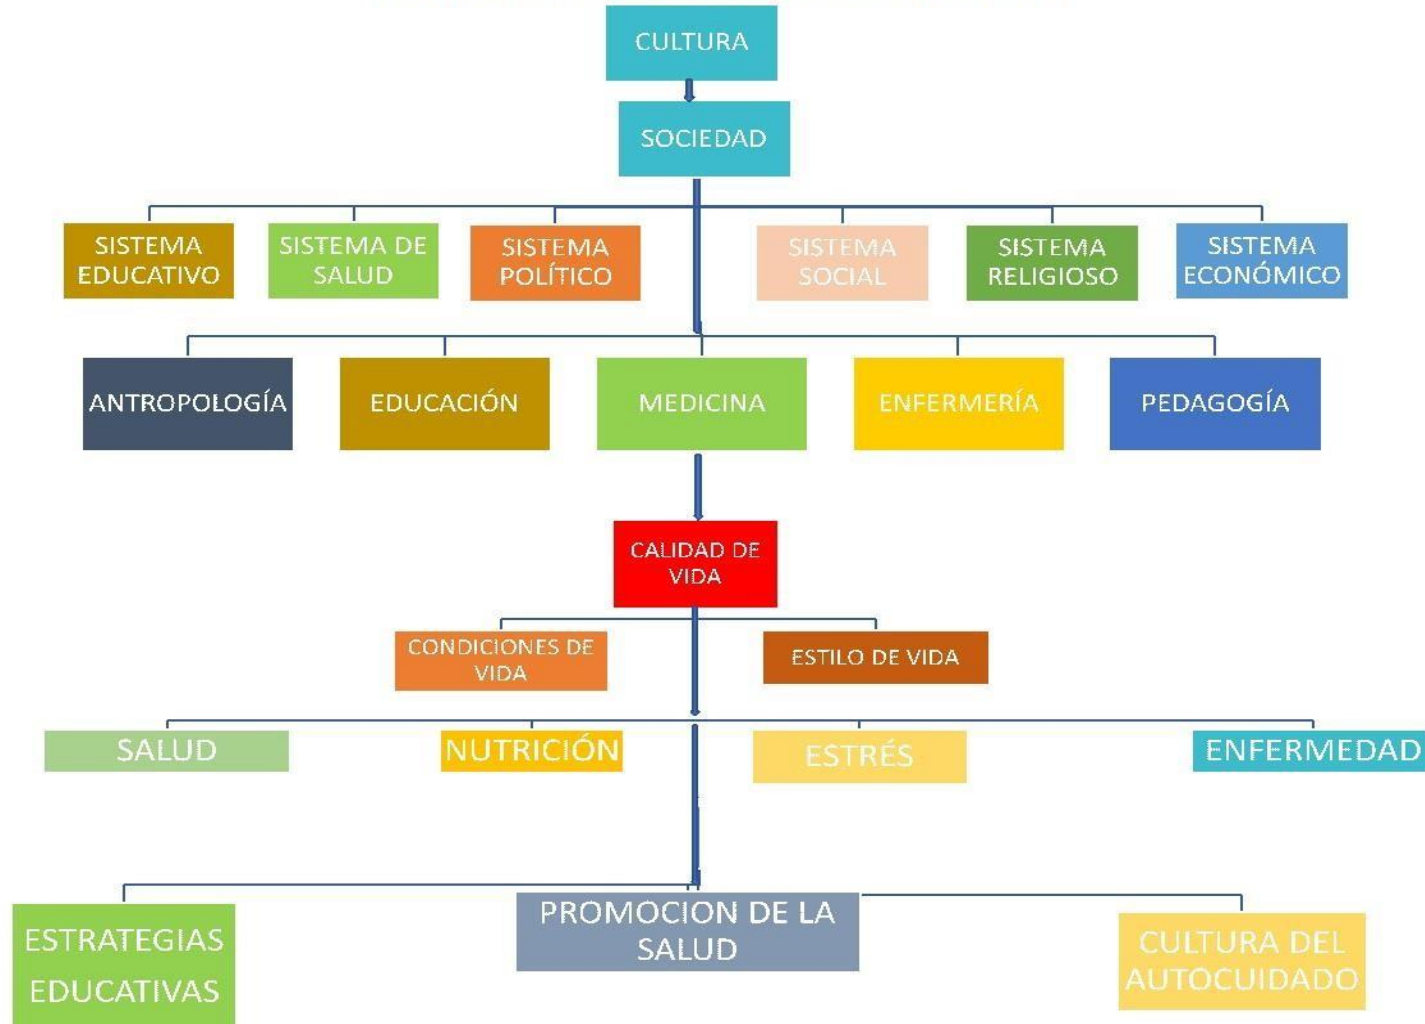 CULTURA
SOCIEDAD
SISTEMA
EDUCATIVO
SISTEMA DE
SALUD
SISTEMA
POLÍTICO
SISTEMA
SOCIAL
SISTEMA
RELIGIOSO
SISTEMA
ECONÓMICO
ANTROPOLOGÍA
EDUCACIÓN
MEDICINA
ENFERMERÍA
PEDAGOGÍA
CALIDAD DE
VIDA
CONDICIONES DE
VIDA
ESTILO DE VIDA
SALUD
NUTRICIÓN
ESTRÉS
ENFERMEDAD
ESTRATEGIAS
EDUCATIVAS
PROMOCION DE LA
SALUD
CULTURA DEL
AUTOCUIDADO